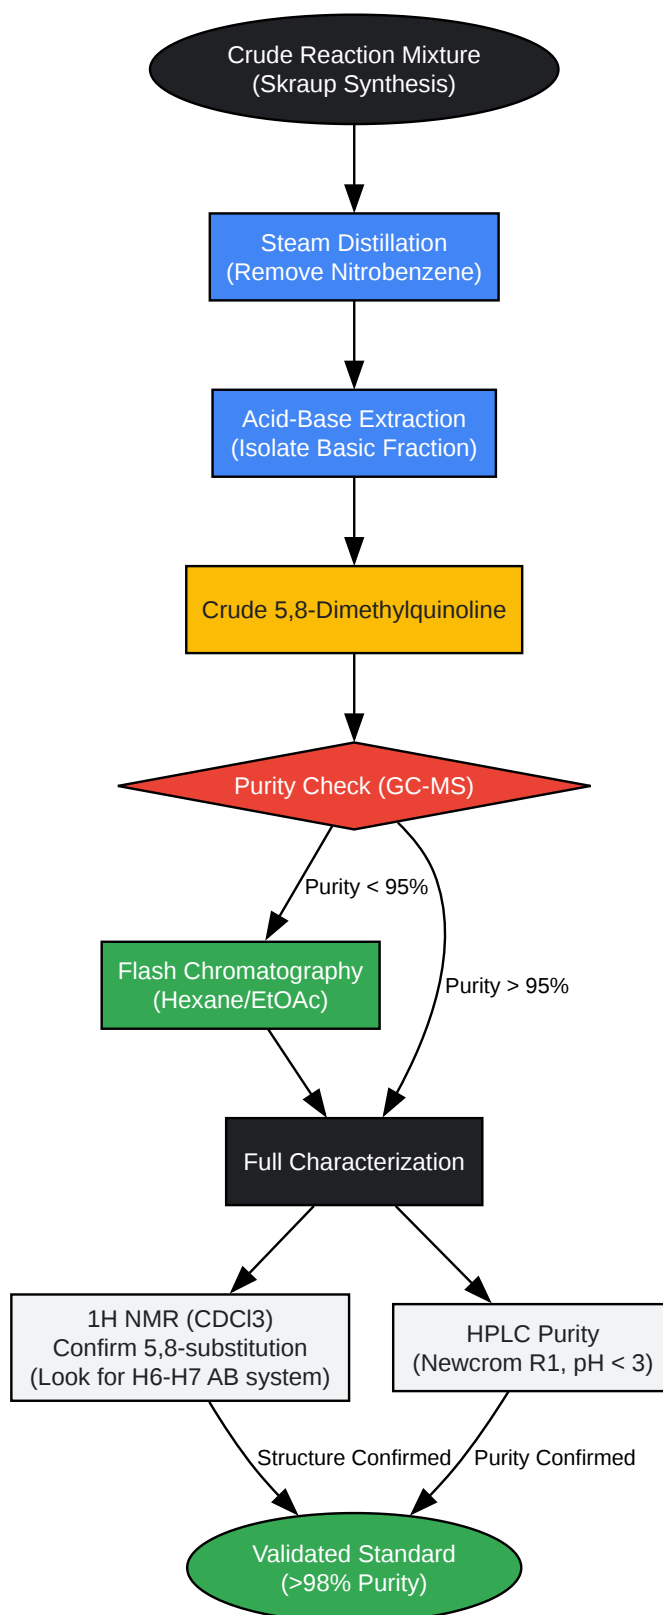 Crude Reaction Mixture
(Skraup Synthesis)
Steam Distillation
(Remove Nitrobenzene)
Acid-Base Extraction
(Isolate Basic Fraction)
Crude 5,8-Dimethylquinoline
Purity Check (GC-MS)
Purity < 95%
Flash Chromatography
(Hexane/EtOAc)
Purity > 95%
Full Characterization
1H NMR (CDCl3)
Confirm 5,8-substitution
(Look for H6-H7 AB system)
HPLC Purity
(Newcrom R1, pH < 3)
Structure Confirmed
Purity Confirmed
Validated Standard
(>98% Purity)